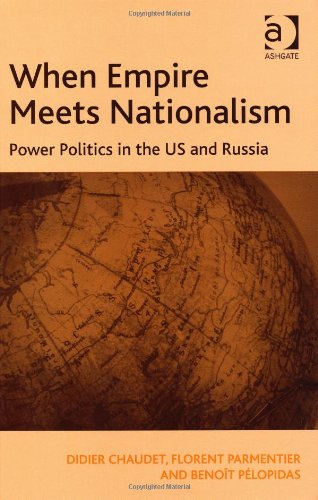 a
ASHGATE
When Empire
Meets Nationalism
Power Politics in the US and Russia
DIDIER CHAUDET, FLORENT PARMENTIER
AND BENOÎT PÉLOPIDAS